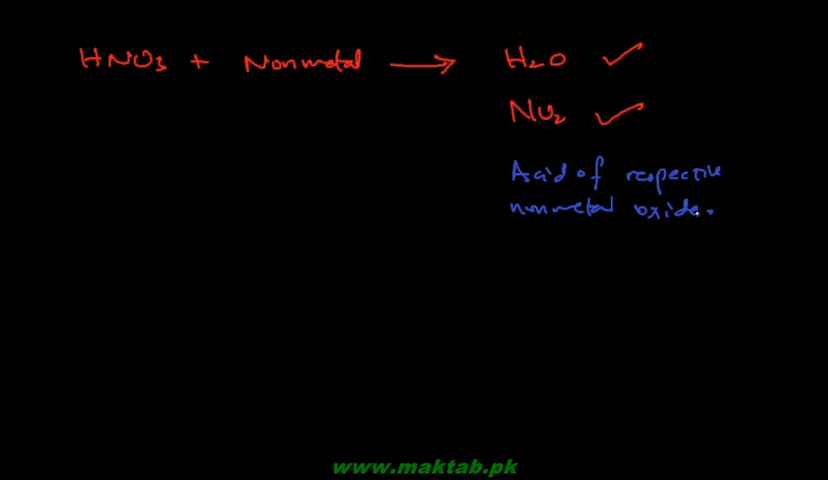 HNO₃ + Nonmetal → H₂O ✓
NO₂ ✓
Acid of respective
nonmetal oxide.
www.maktab.pk